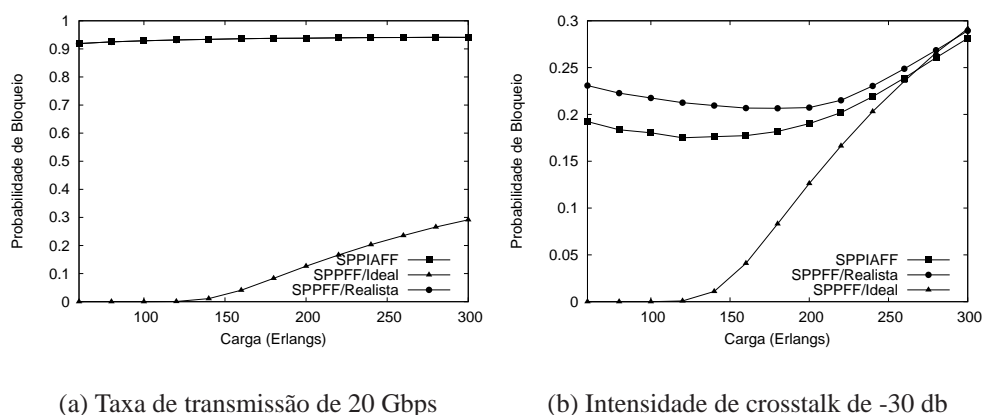 1
0.9
0.8
0.7
0.6
0.5
0.4
0.3
0.2
0.1
0
Probabilidade de Bloqueio
SPPIAFF
SPPFF/Ideal
SPPFF/Realista
100 150 200 250 300
Carga (Erlangs)
(a) Taxa de transmissão de 20 Gbps
0.3
0.25
0.2
0.15
0.1
0.05
0
Probabilidade de Bloqueio
SPPIAFF
SPPFF/Realista
SPPFF/Ideal
100 150 200 250 300
Carga (Erlangs)
(b) Intensidade de crosstalk de -30 db